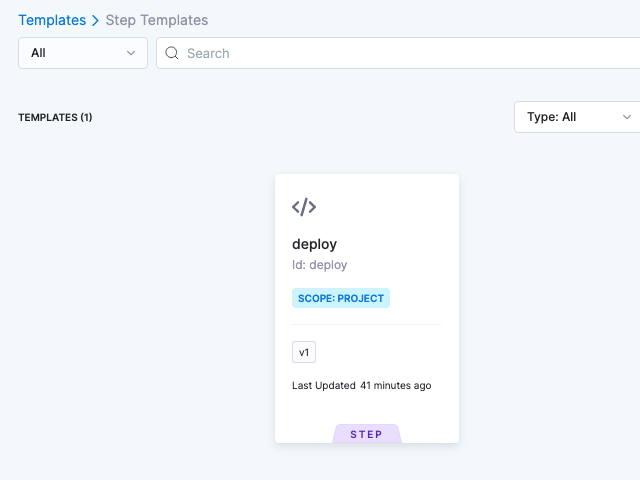 Templates > Step Templates
All
Search
TEMPLATES (1)
Type: All
</>
deploy
Id: deploy
SCOPE: PROJECT
v1
Last Updated 41 minutes ago
STEP